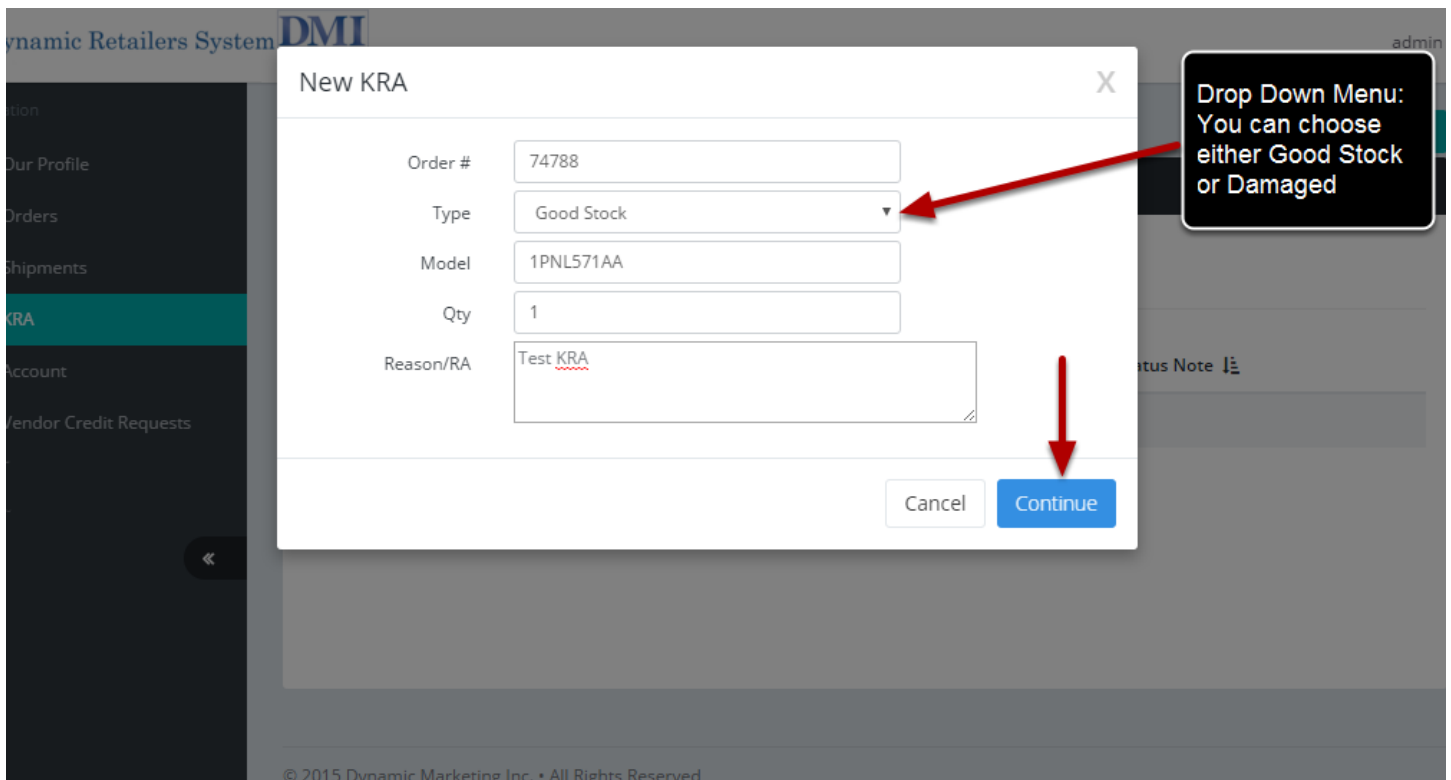 ynamic Retailers System DMI
admin
New KRA
X
Drop Down Menu:
You can choose
either Good Stock
or Damaged
Order # 74788
Type Good Stock
Model 1PNL571AA
Qty 1
Reason/RA Test KRA
Cancel Continue
ation
Our Profile
Orders
Shipments
KRA
Account
Vendor Credit Requests
atus Note
© 2015 Dynamic Marketing Inc. • All Rights Reserved